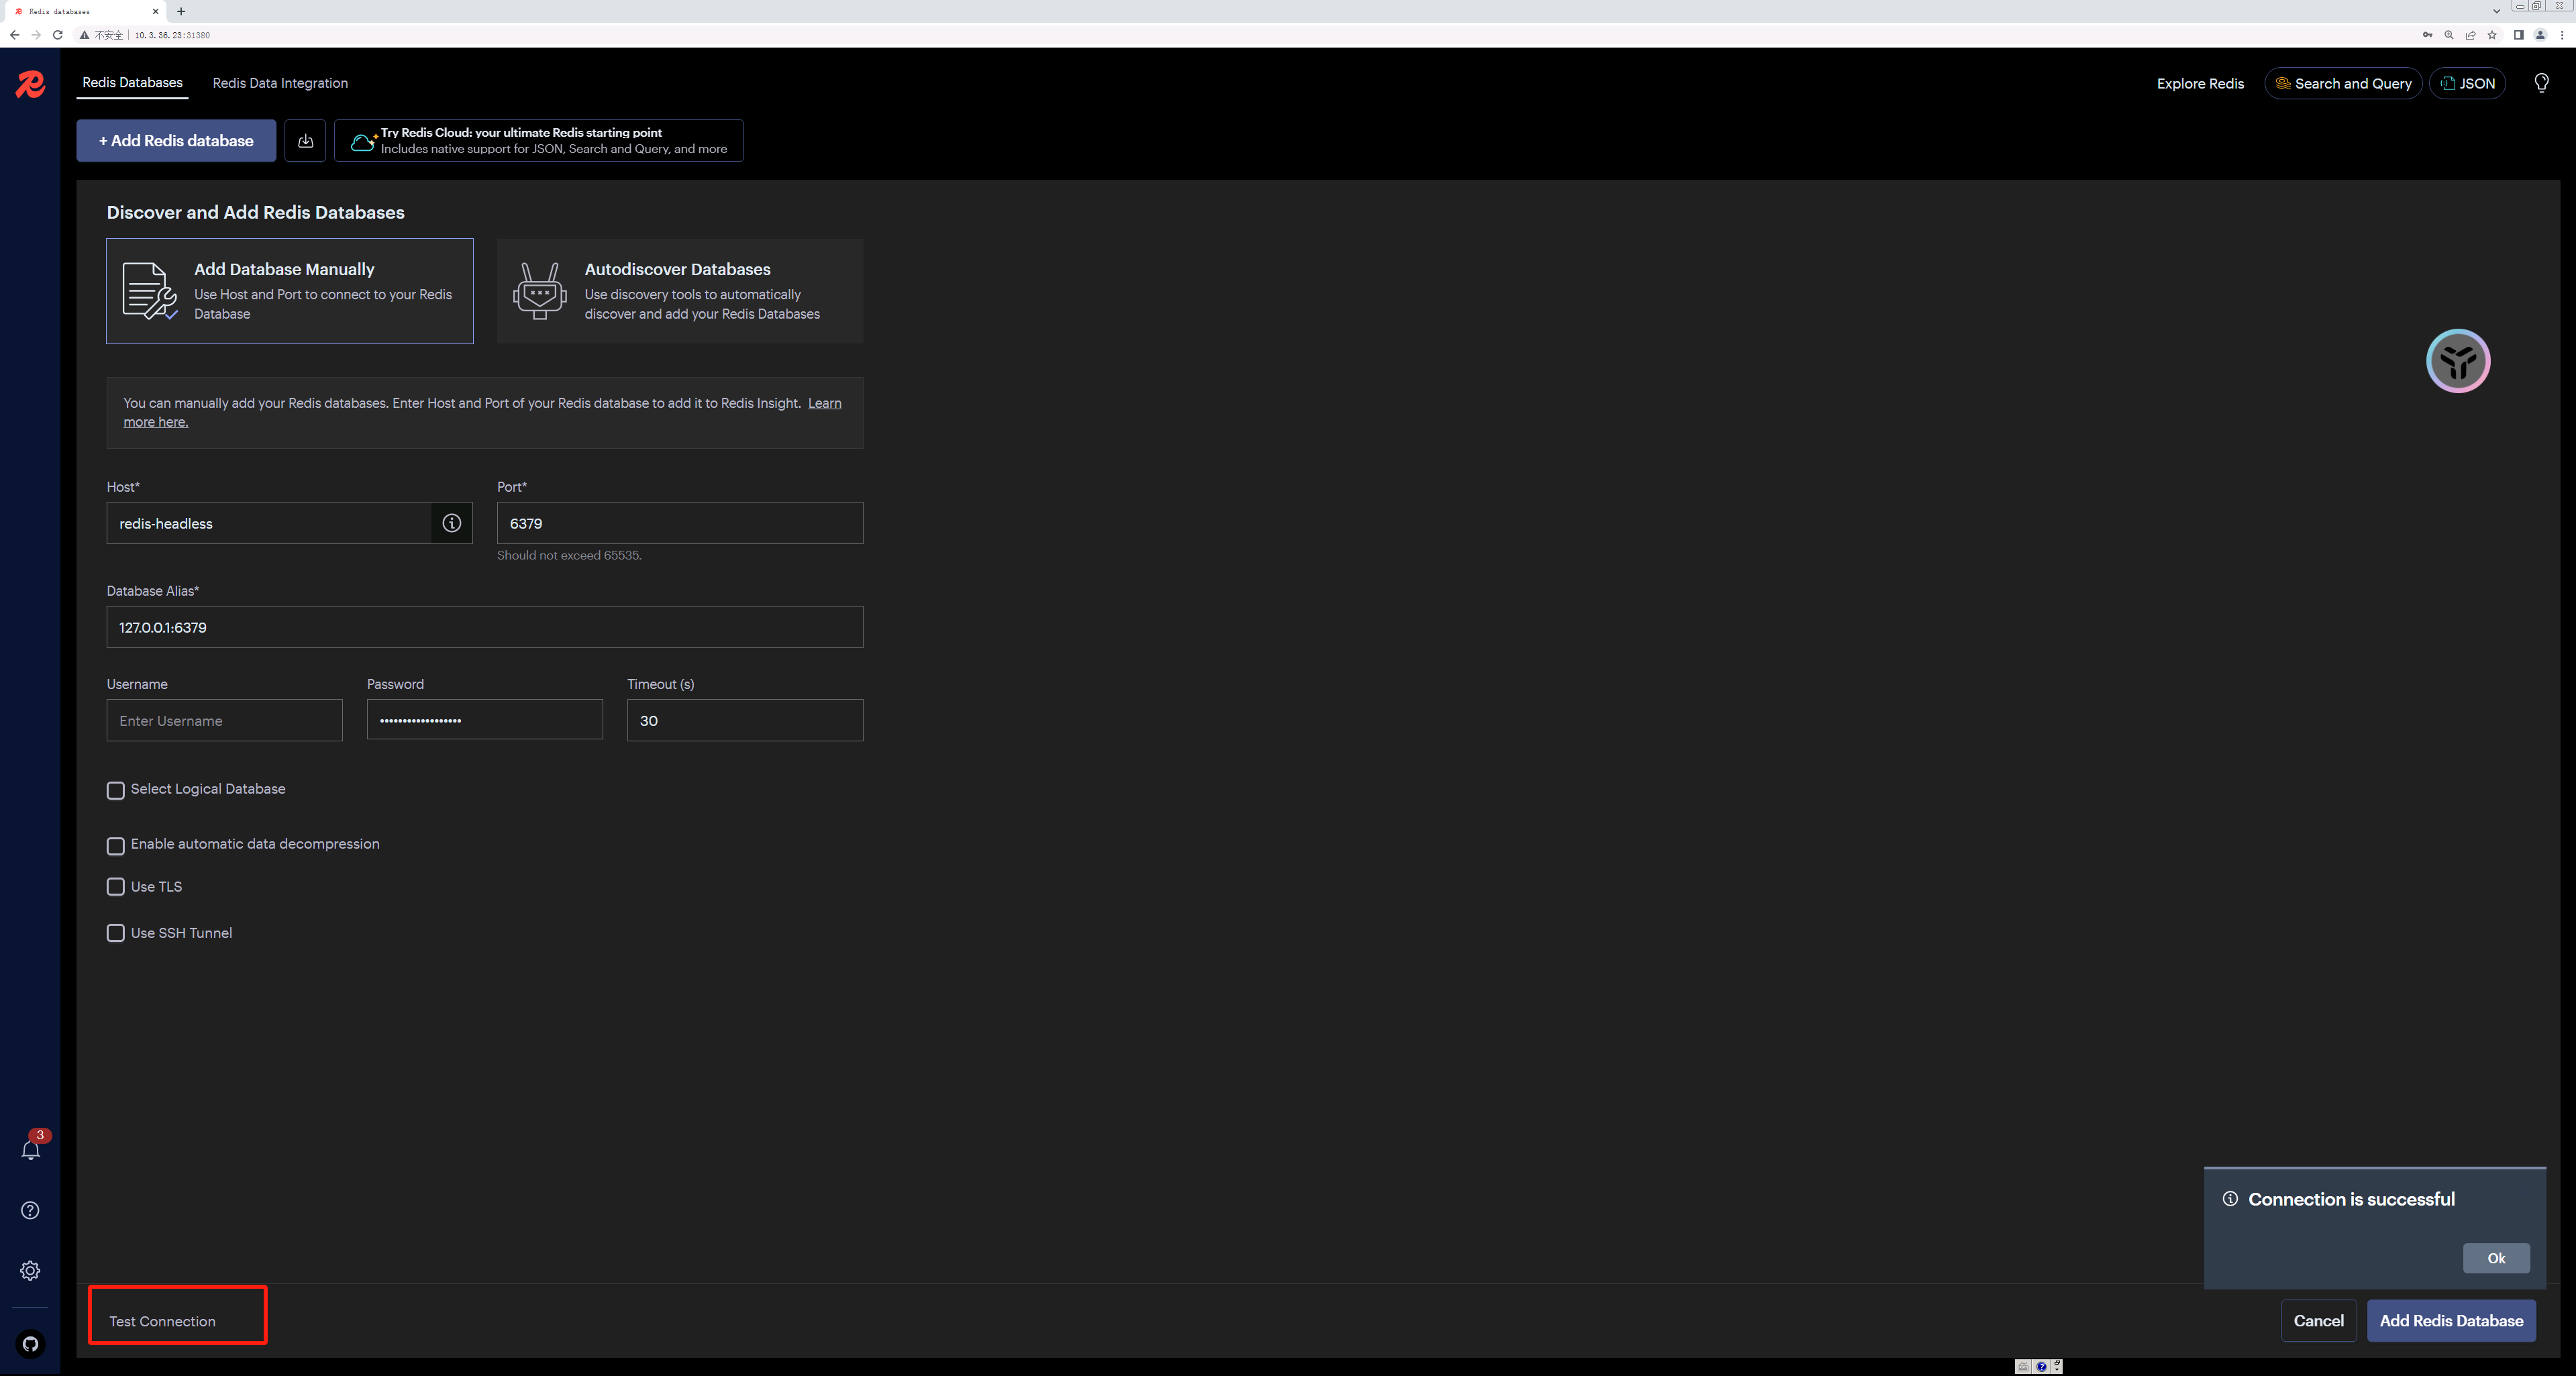 Redis databases
不安全 10.3.36.23:31380
Redis Databases
Redis Data Integration
Explore Redis
Search and Query
JSON
+ Add Redis database
Try Redis Cloud: your ultimate Redis starting point
Includes native support for JSON, Search and Query, and more
Discover and Add Redis Databases
Add Database Manually
Use Host and Port to connect to your Redis
Database
Autodiscover Databases
Use discovery tools to automatically
discover and add your Redis Databases
You can manually add your Redis databases. Enter Host and Port of your Redis database to add it to Redis Insight. Learn
more here.
Host*
Port*
redis-headless
6379
Should not exceed 65535.
Database Alias*
127.0.0.1:6379
Username
Password
Timeout (s)
Enter Username
•••••••••••••••••
30
Select Logical Database
Enable automatic data decompression
Use TLS
Use SSH Tunnel
3
Connection is successful
Ok
Test Connection
Cancel
Add Redis Database